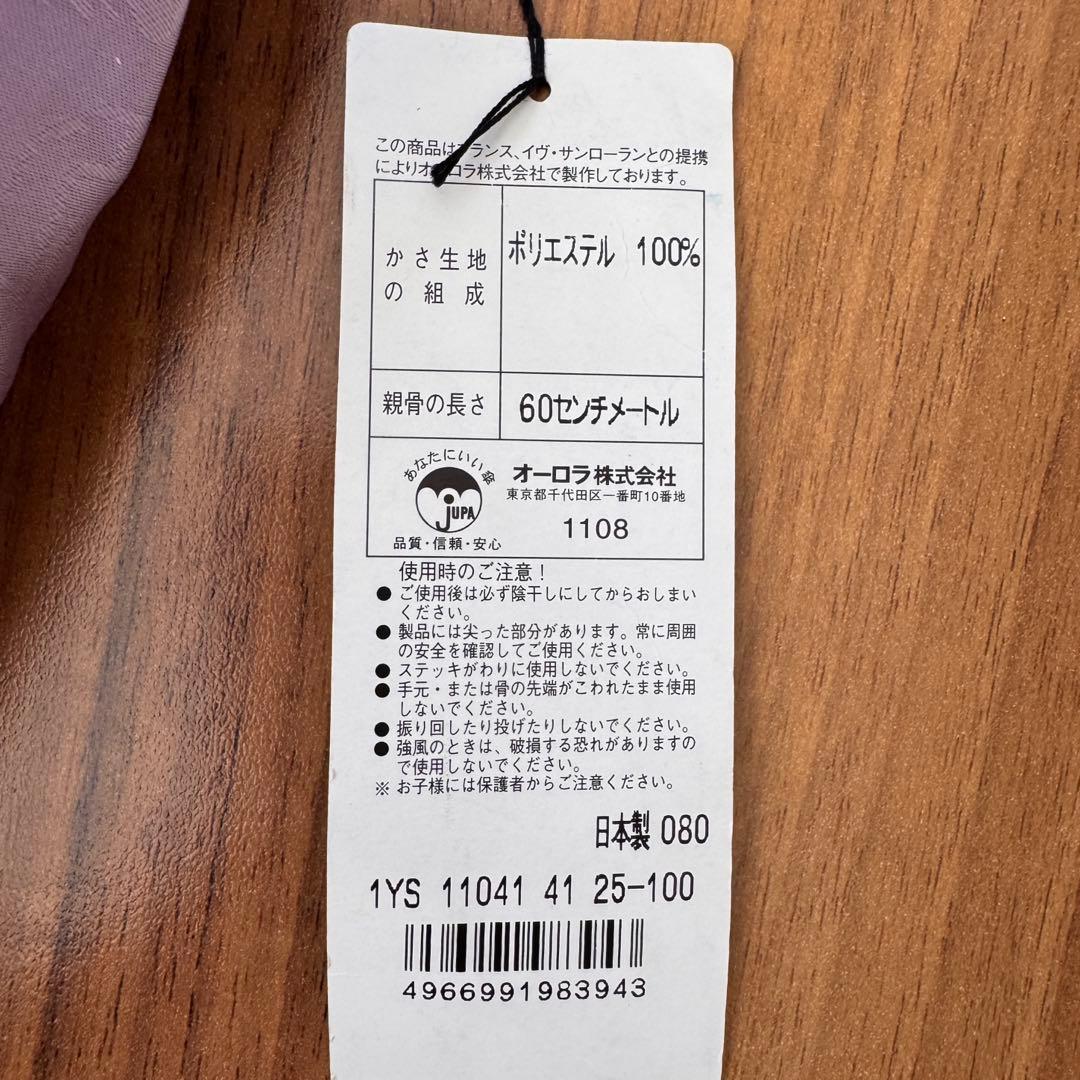 この商品はフランス、イヴ・サンローランとの提携
によりオーロラ株式会社で製作しております。
かさ生地
の組成
ポリエステル 100%
親骨の長さ
60センチメートル
あなたにいい傘
JUPA
品質・信頼・安心
オーロラ株式会社
東京都千代田区一番町10番地
1108
使用時のご注意！
● ご使用後は必ず陰干しにしてからおしまい
ください。
● 製品には尖った部分があります。常に周囲
の安全を確認してご使用ください。
● ステッキがわりに使用しないでください。
● 手元・または骨の先端がこわれたまま使用
しないでください。
● 振り回したり投げたりしないでください。
● 強風のときは、破損する恐れがありますの
で使用しないでください。
※ お子様には保護者からご注意ください。
日本製 080
1YS 11041 41 25-100
4966991983943